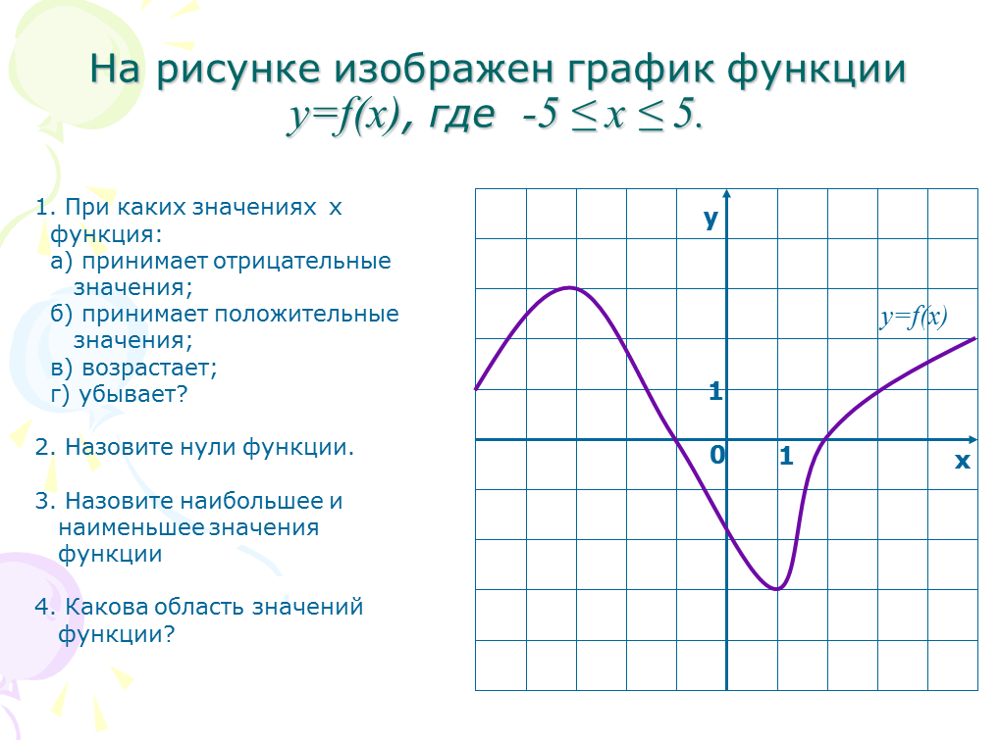 На рисунке изображен график функции
y=f(x), где -5 ≤ x ≤ 5.
1. При каких значениях х
функция:
а) принимает отрицательные
значения;
б) принимает положительные
значения;
в) возрастает;
г) убывает?
2. Назовите нули функции.
3. Назовите наибольшее и
наименьшее значения
функции
4. Какова область значений
функции?
у
y=f(x)
1
0
1
х